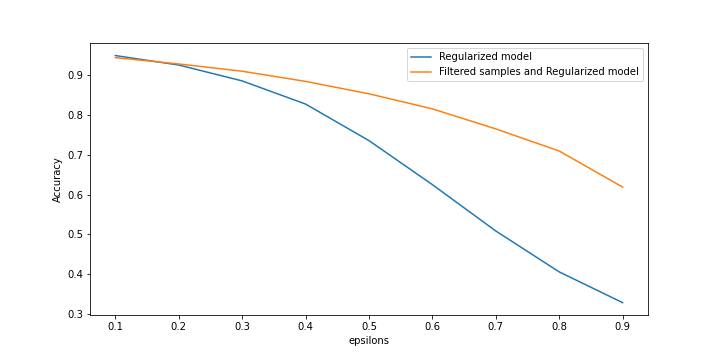 Regularized model
Filtered samples and Regularized model
Accuracy
0.9
0.8
0.7
0.6
0.5
0.4
0.3
0.1 0.2 0.3 0.4 0.5 0.6 0.7 0.8 0.9
epsilons